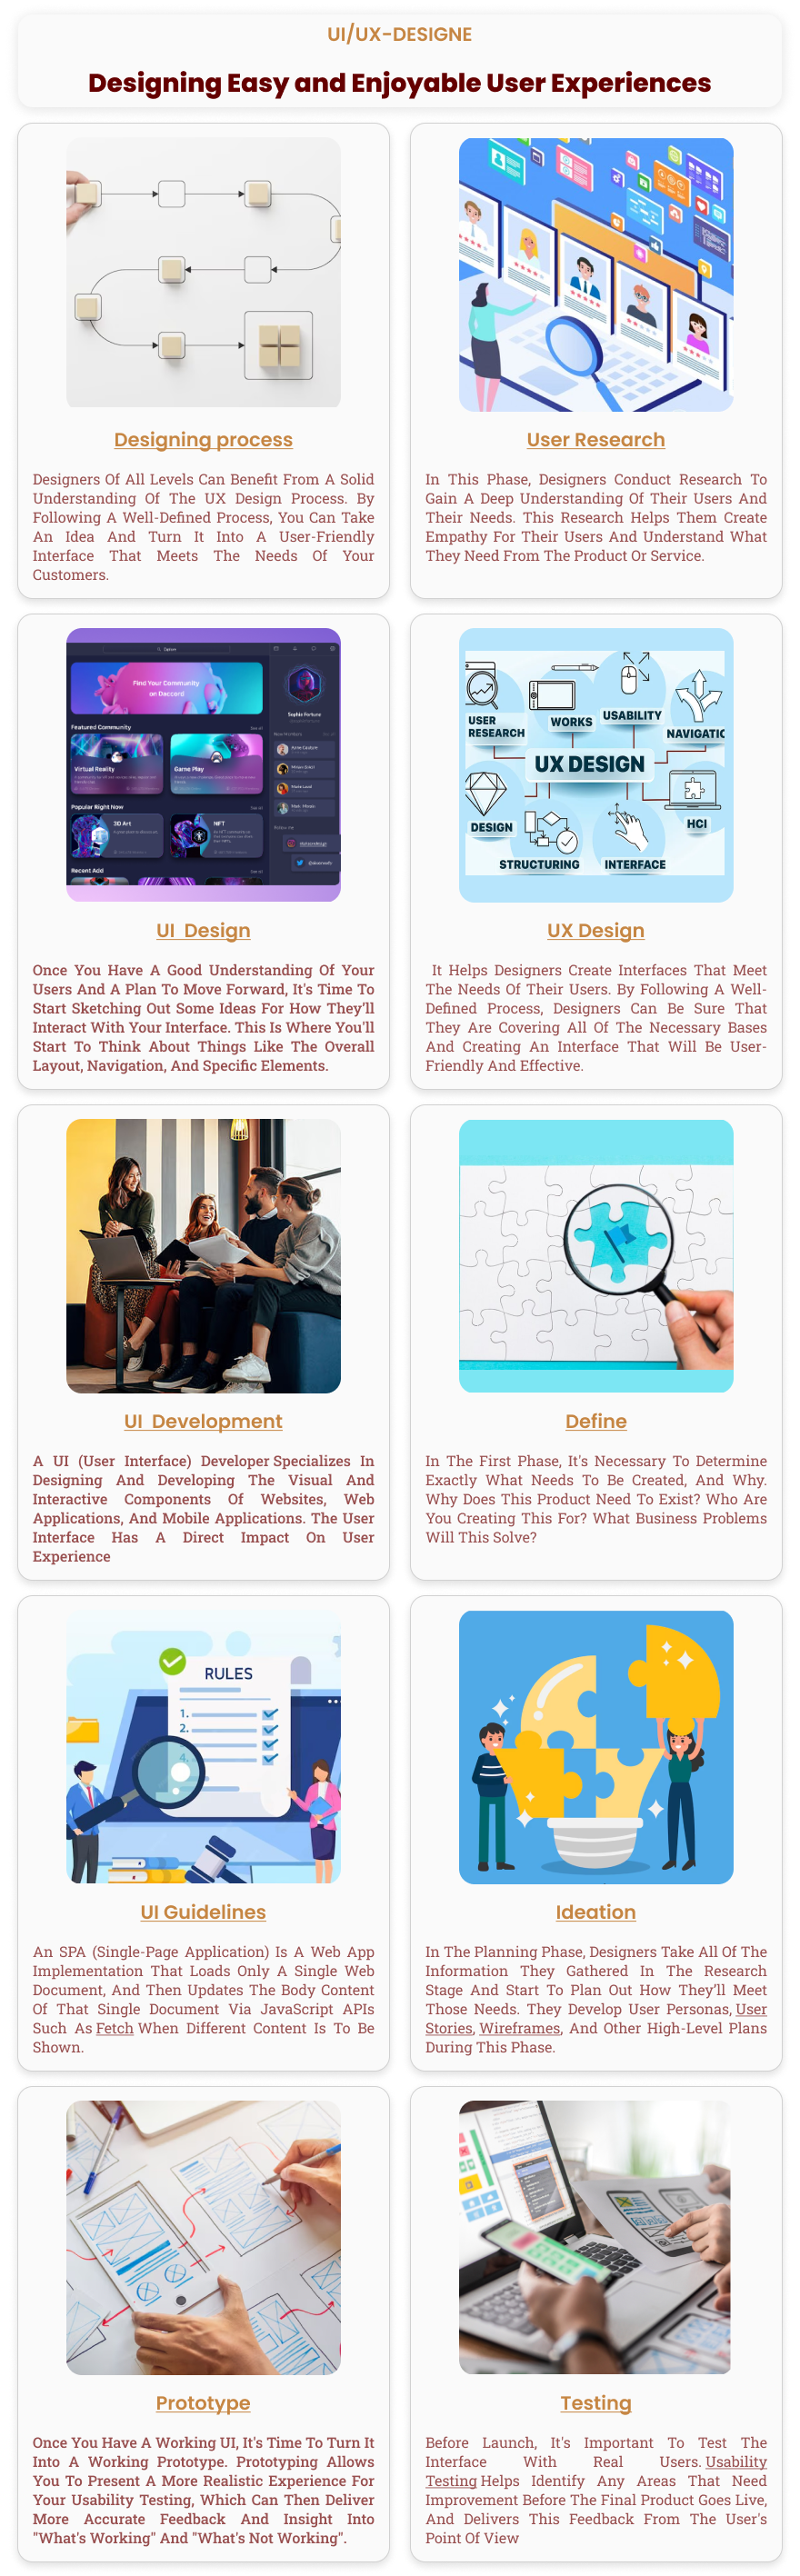 UI/UX-DESIGNE
Designing Easy and Enjoyable User Experiences
Designing process
Designers Of All Levels Can Benefit From A Solid
Understanding Of The UX Design Process. By
Following A Well-Defined Process, You Can Take
An Idea And Turn It Into A User-Friendly
Interface That Meets The Needs Of Your
Customers.
User Research
In This Phase, Designers Conduct Research To
Gain A Deep Understanding Of Their Users And
Their Needs. This Research Helps Them Create
Empathy For Their Users And Understand What
They Need From The Product Or Service.
Find Your Community
on Daccord
Featured Community
Virtual Reality
Game Play
Popular Right Now
3D Art
NFT
Recent Add
Sophie Fortune
UI Design
Once You Have A Good Understanding Of Your
Users And A Plan To Move Forward, It's Time To
Start Sketching Out Some Ideas For How They'll
Interact With Your Interface. This Is Where You'll
Start To Think About Things Like The Overall
Layout, Navigation, And Specific Elements.
USER
RESEARCH
WORKS
USABILITY
NAVIGATIO
UX DESIGN
DESIGN
HCI
STRUCTURING
INTERFACE
UX Design
It Helps Designers Create Interfaces That Meet
The Needs Of Their Users. By Following A Well-
Defined Process, Designers Can Be Sure That
They Are Covering All Of The Necessary Bases
And Creating An Interface That Will Be User-
Friendly And Effective.
UI Development
A UI (User Interface) Developer Specializes In
Designing And Developing The Visual And
Interactive Components Of Websites, Web
Applications, And Mobile Applications. The User
Interface Has A Direct Impact On User
Experience
Define
In The First Phase, It's Necessary To Determine
Exactly What Needs To Be Created, And Why.
Why Does This Product Need To Exist? Who Are
You Creating This For? What Business Problems
Will This Solve?
RULES
1.
2.
3.
4.
UI Guidelines
An SPA (Single-Page Application) Is A Web App
Implementation That Loads Only A Single Web
Document, And Then Updates The Body Content
Of That Single Document Via JavaScript APIs
Such As Fetch When Different Content Is To Be
Shown.
Ideation
In The Planning Phase, Designers Take All Of The
Information They Gathered In The Research
Stage And Start To Plan Out How They'll Meet
Those Needs. They Develop User Personas, User
Stories, Wireframes, And Other High-Level Plans
During This Phase.
Prototype
Once You Have A Working UI, It's Time To Turn It
Into A Working Prototype. Prototyping Allows
You To Present A More Realistic Experience For
Your Usability Testing, Which Can Then Deliver
More Accurate Feedback And Insight Into
"What's Working" And "What's Not Working".
Testing
Before Launch, It's Important To Test The
Interface With Real Users. Usability
Testing Helps Identify Any Areas That Need
Improvement Before The Final Product Goes Live,
And Delivers This Feedback From The User's
Point Of View